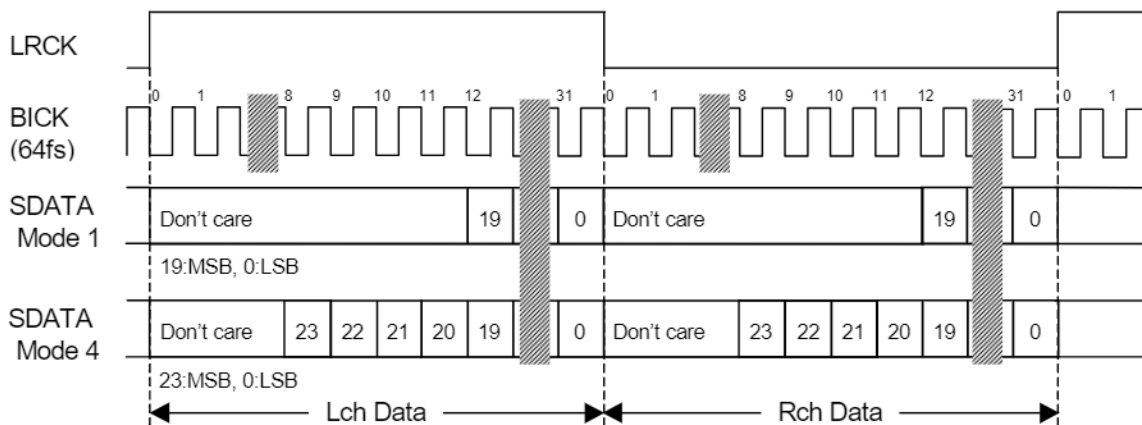 LRCK
0 1 8 9 10 11 12 31 0 1 8 9 10 11 12 31 0 1
BICK
(64fs)
SDATA
Mode 1
Don't care 19 0 Don't care 19 0
19:MSB, 0:LSB
SDATA
Mode 4
Don't care 23 22 21 20 19 0 Don't care 23 22 21 20 19 0
23:MSB, 0:LSB
Lch Data Rch Data